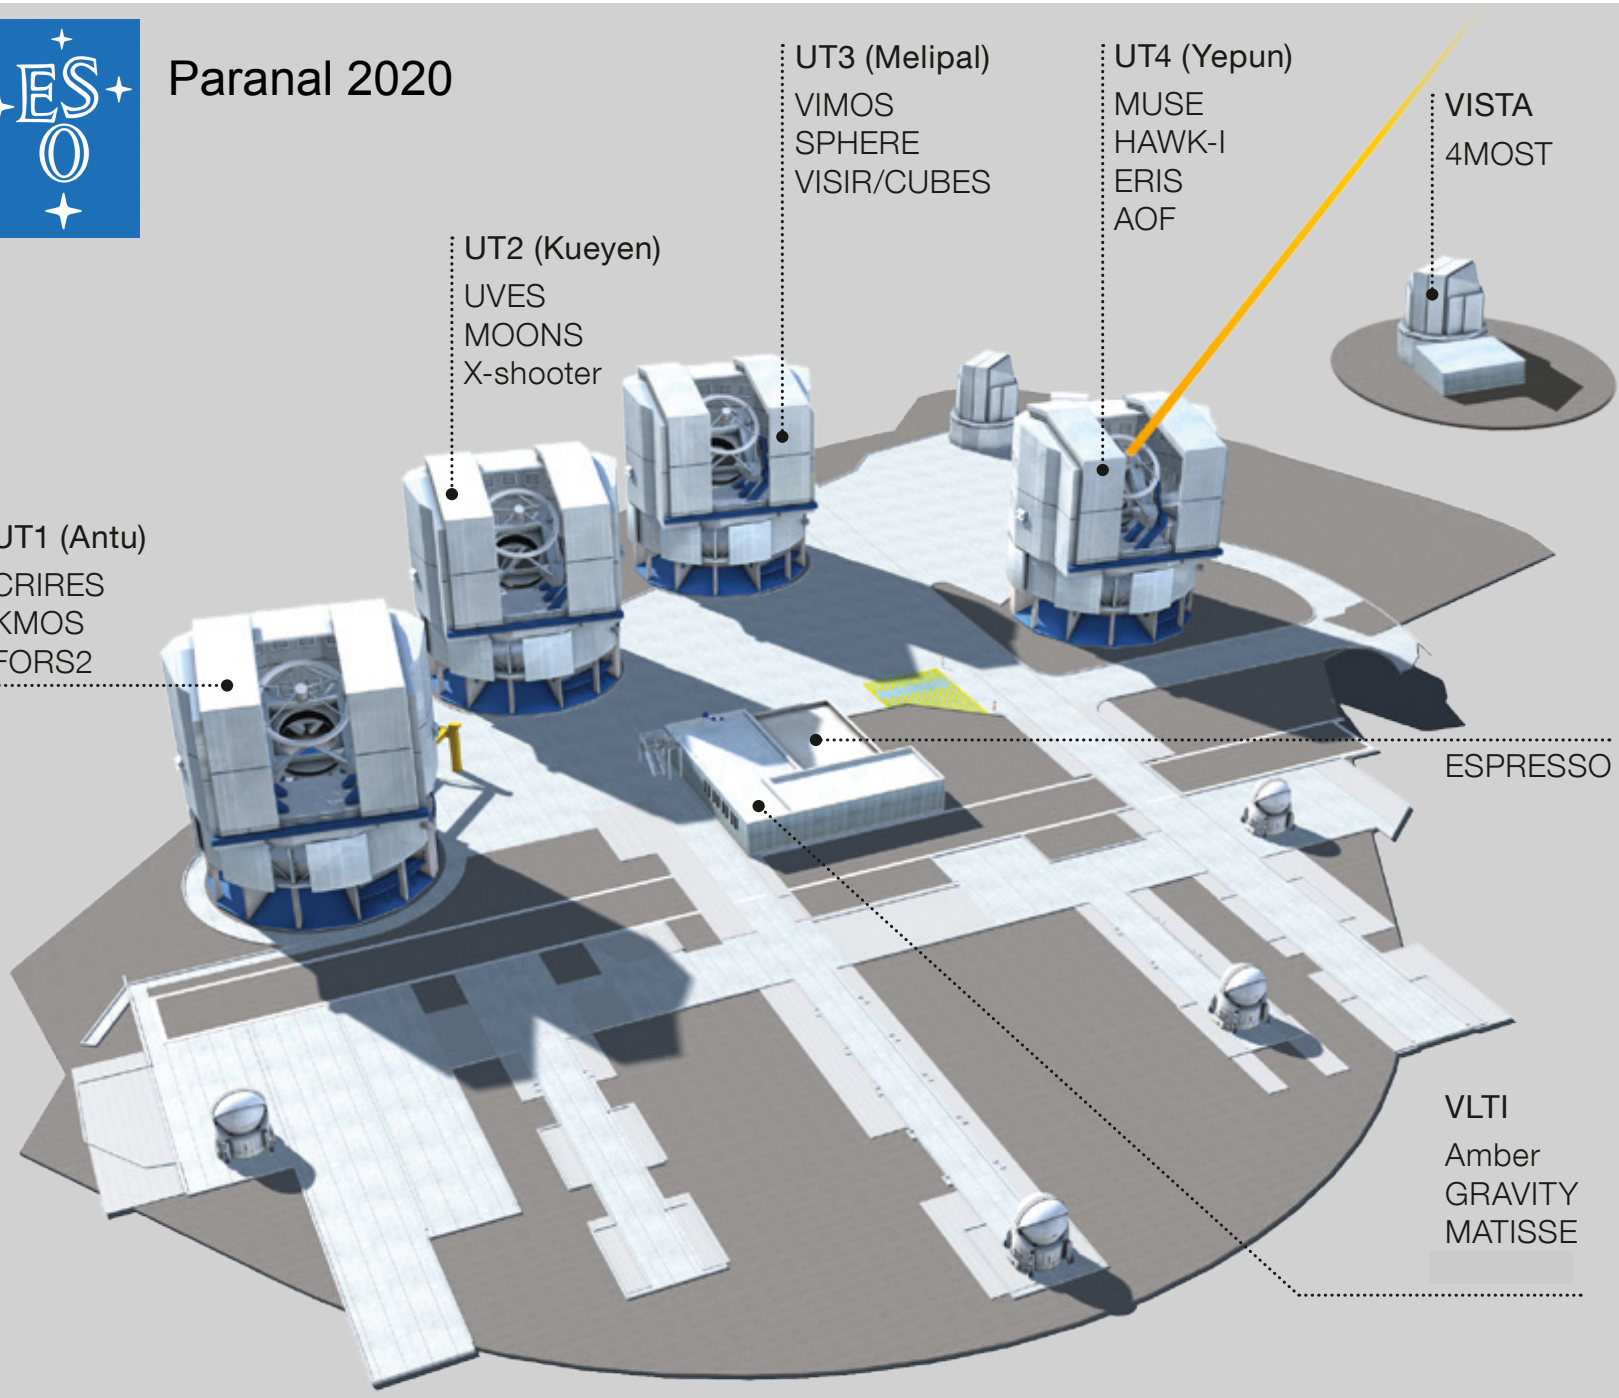 ESO
Paranal 2020
UT3 (Melipal)
VIMOS
SPHERE
VISIR/CUBES
UT4 (Yepun)
MUSE
HAWK-I
ERIS
AOF
VISTA
4MOST
UT2 (Kueyen)
UVES
MOONS
X-shooter
UT1 (Antu)
CRIRES
KMOS
FORS2
ESPRESSO
VLTI
Amber
GRAVITY
MATISSE